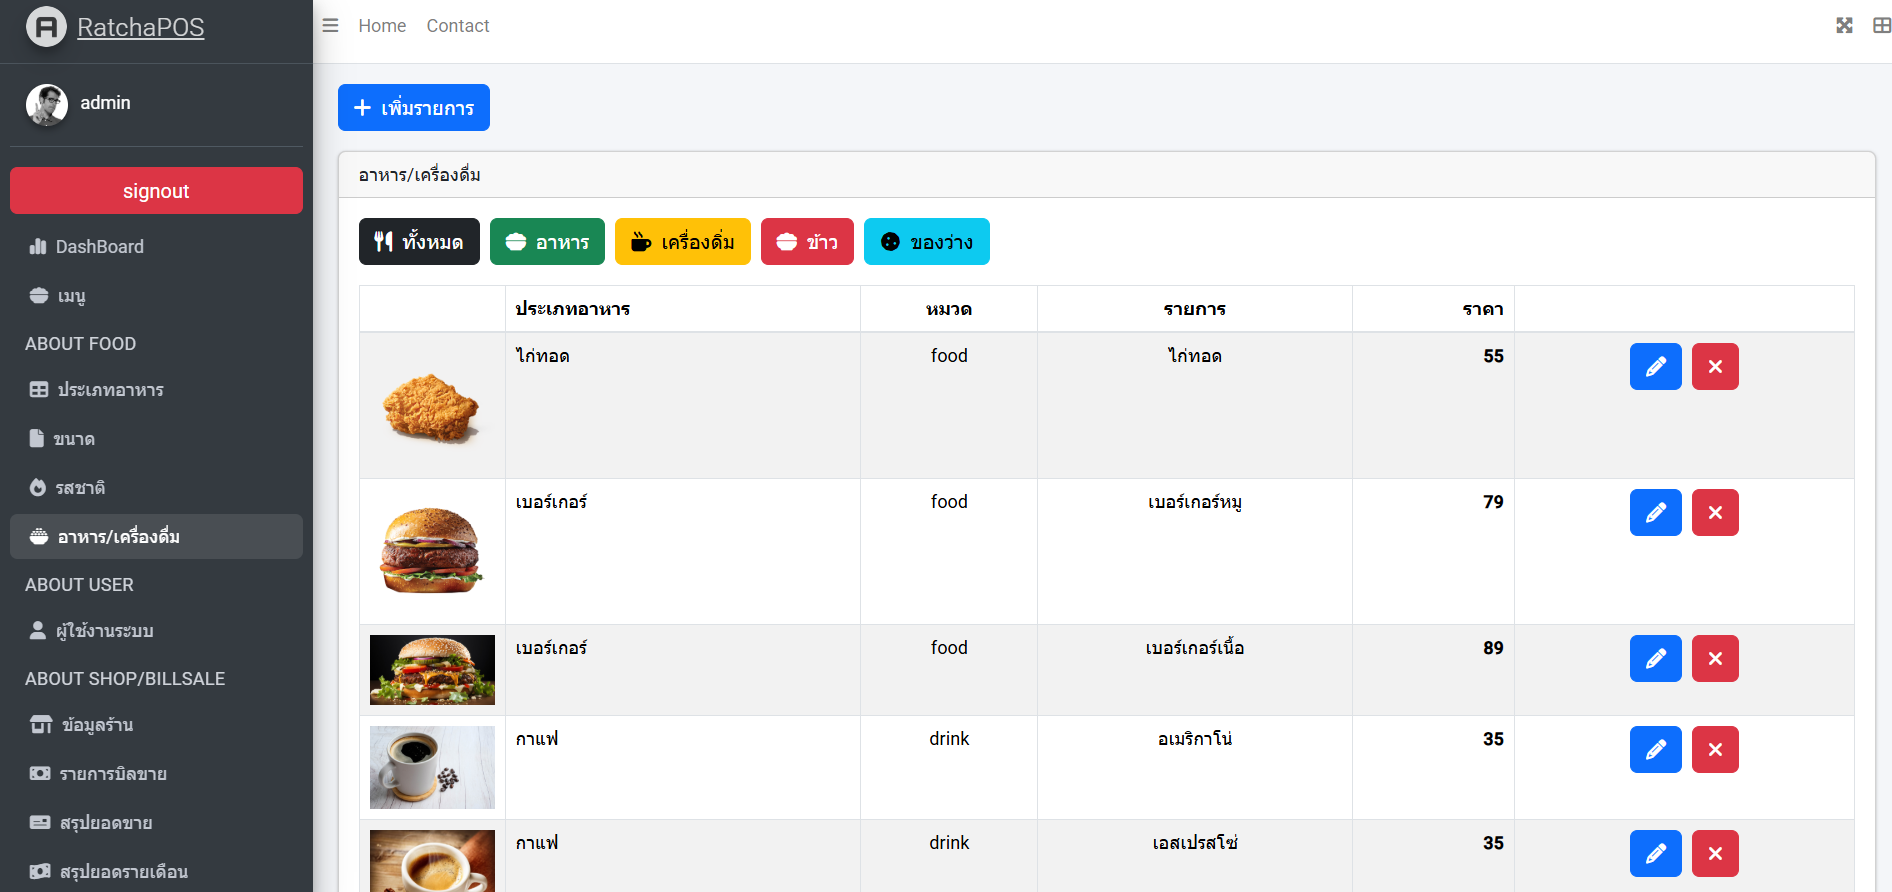 RatchaPOS
Home Contact
admin
signout
DashBoard
เมนู
ABOUT FOOD
ประเภทอาหาร
ขนาด
รสชาติ
อาหาร/เครื่องดื่ม
ABOUT USER
ผู้ใช้งานระบบ
ABOUT SHOP/BILLSALE
ข้อมูลร้าน
รายการบิลขาย
สรุปยอดขาย
สรุปยอดรายเดือน
เพิ่มรายการ
อาหาร/เครื่องดื่ม
ทั้งหมด อาหาร เครื่องดิ่ม ข้าว ของว่าง
ประเภทอาหาร หมวด รายการ ราคา
ไก่ทอด food ไก่ทอด 55
เบอร์เกอร์ food เบอร์เกอร์หมู 79
เบอร์เกอร์ food เบอร์เกอร์เนื้อ 89
กาแฟ drink อเมริกาโน่ 35
กาแฟ drink เอสเปรสโซ่ 35